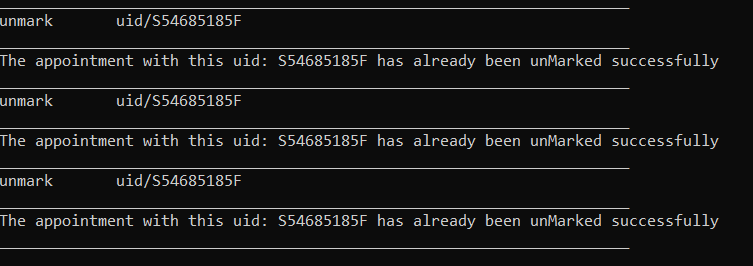 unmark uid/S54685185F
The appointment with this uid: S54685185F has already been unMarked successfully
unmark uid/S54685185F
The appointment with this uid: S54685185F has already been unMarked successfully
unmark uid/S54685185F
The appointment with this uid: S54685185F has already been unMarked successfully